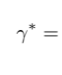 γ* =